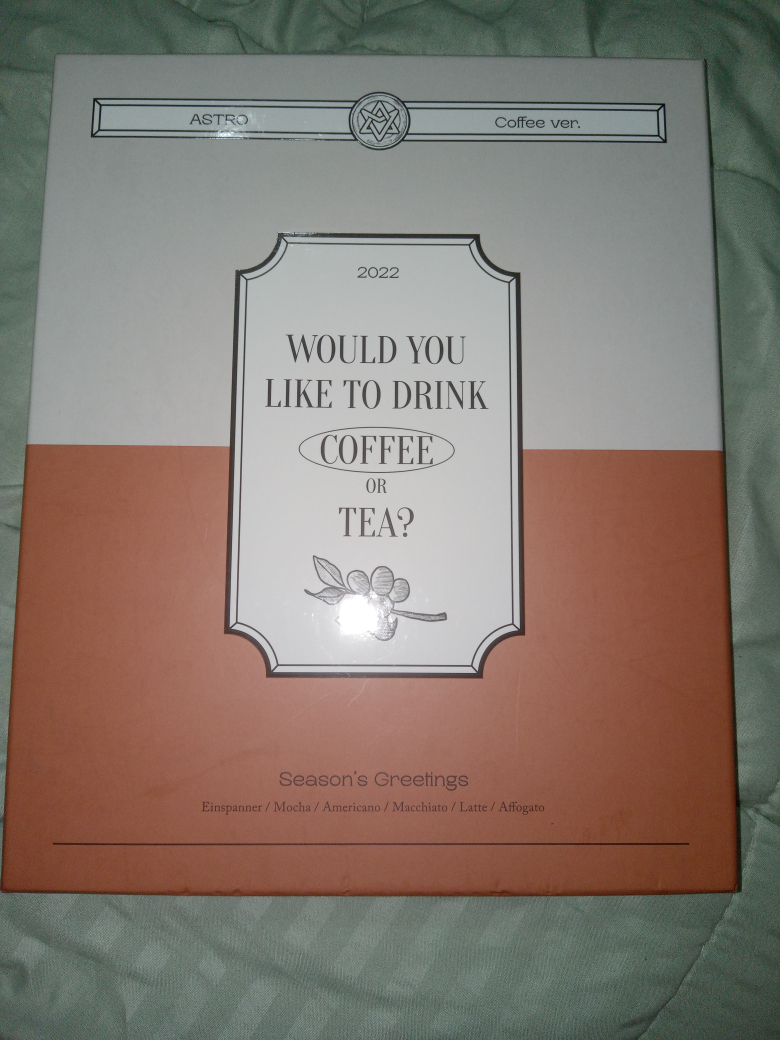 ASTRO
Coffee ver.
2022
WOULD YOU
LIKE TO DRINK
COFFEE
OR
TEA?
Season's Greetings
Einspanner / Mocha / Americano / Macchiato / Latte / Affogato